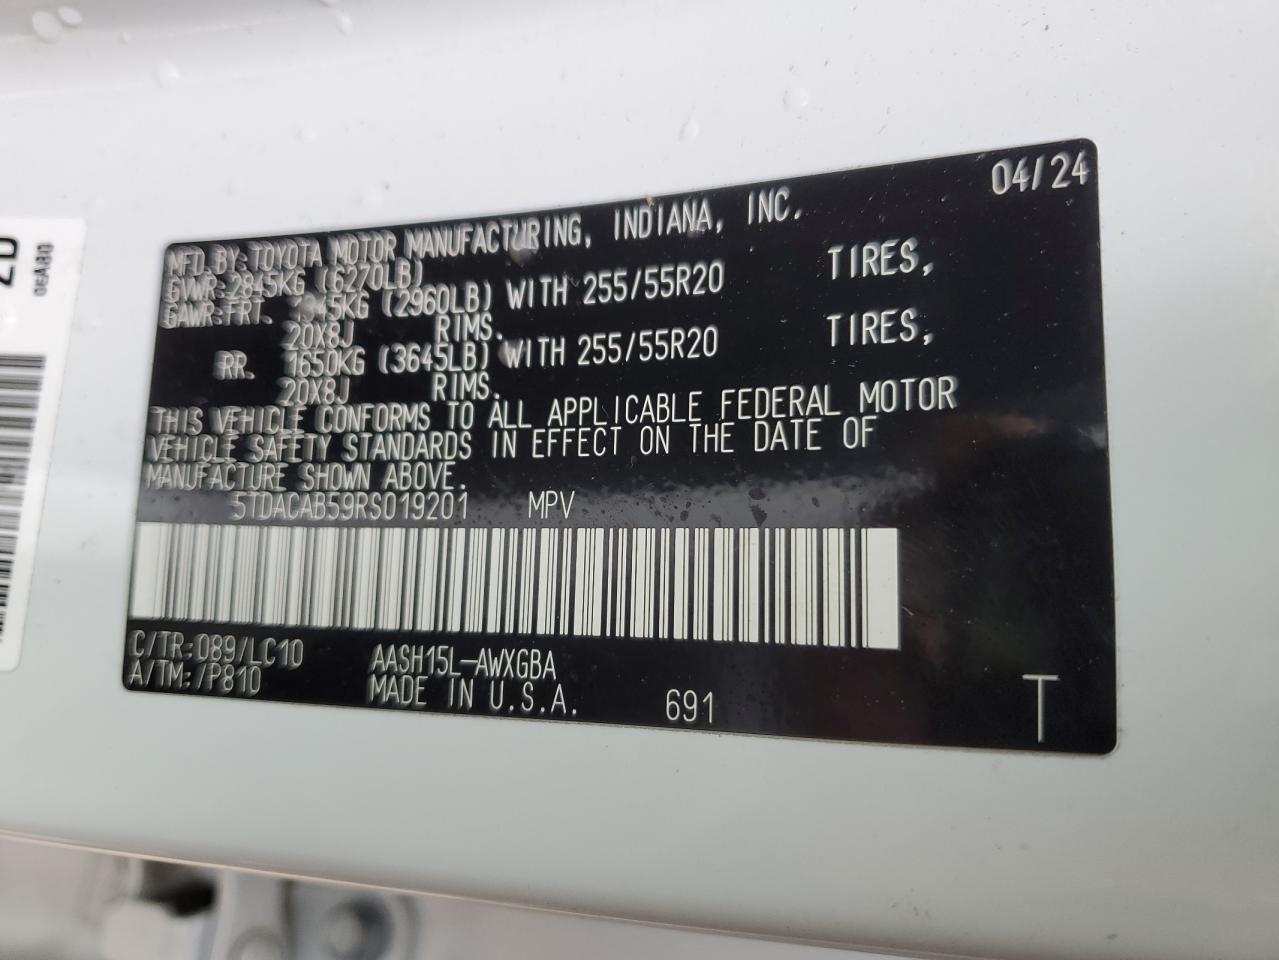 04/24
MFD.BY:TOYOTA MOTOR MANUFACTURING, INDIANA, INC.
GVWR:2845KG (6270LB)
GAWR:FRT. (2960LB) WITH 255/55R20 TIRES,
20X8J RIMS.
RR. 1650KG (3645LB) WITH 255/55R20 TIRES,
20X8J RIMS.
THIS VEHICLE CONFORMS TO ALL APPLICABLE FEDERAL MOTOR
VEHICLE SAFETY STANDARDS IN EFFECT ON THE DATE OF
MANUFACTURE SHOWN ABOVE.
5TDACAB59RS019201 MPV
C/TR:089/LC10 AASH15L-AWXGBA
A/TM:/P810 MADE IN U.S.A. 691 T